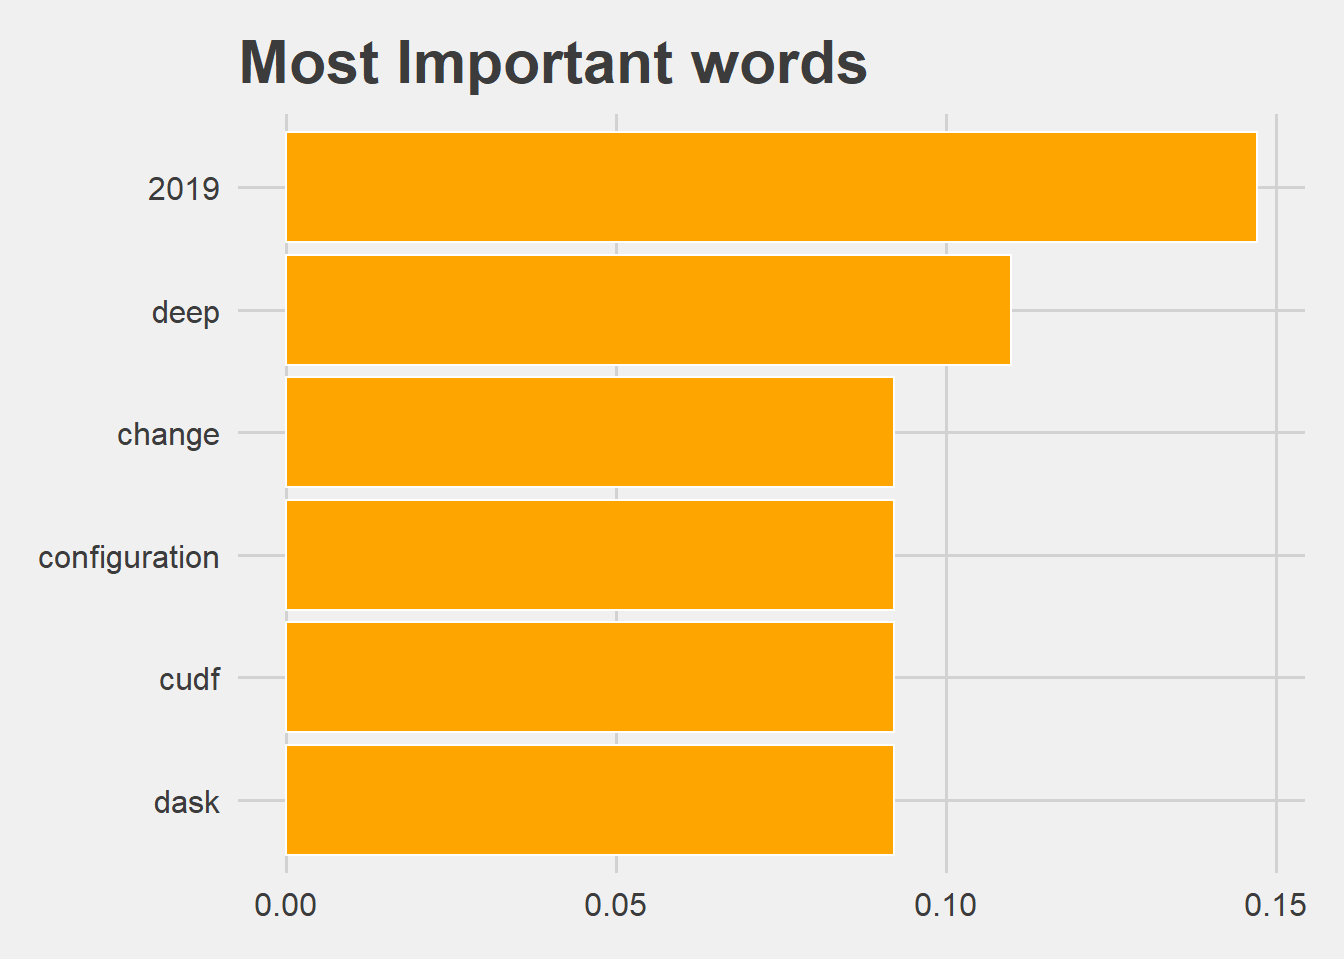 Most Important words
2019
deep
change
configuration
cudf
dask
0.00 0.05 0.10 0.15